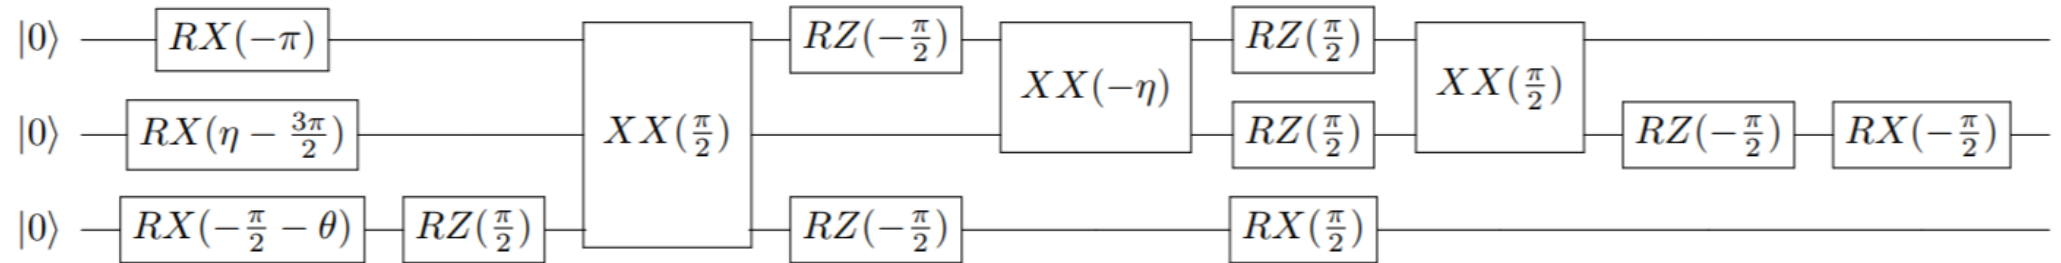 |0⟩ RX(−π) RZ(−π/2) RZ(π/2)
XX(−η) XX(π/2)
|0⟩ RX(η − 3π/2) XX(π/2) RZ(π/2) RZ(−π/2) RX(−π/2)
|0⟩ RX(−π/2 − θ) RZ(π/2) RZ(−π/2) RX(π/2)